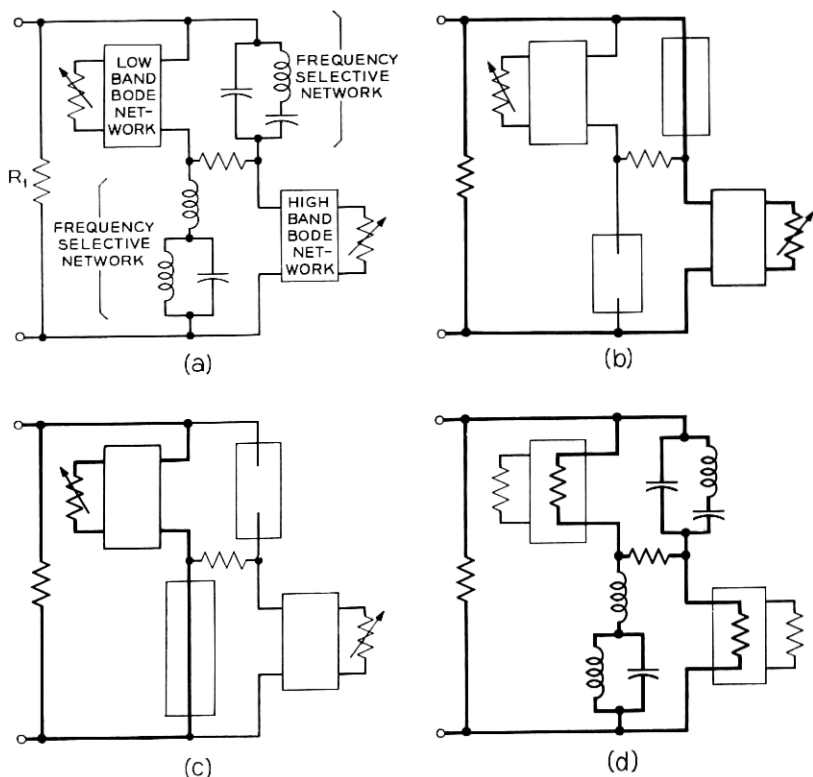 LOW
BAND
BODE
NET-
WORK
FREQUENCY
SELECTIVE
NETWORK
R1
FREQUENCY
SELECTIVE
NETWORK
HIGH
BAND
BODE
NET-
WORK
(a)
(b)
(c)
(d)